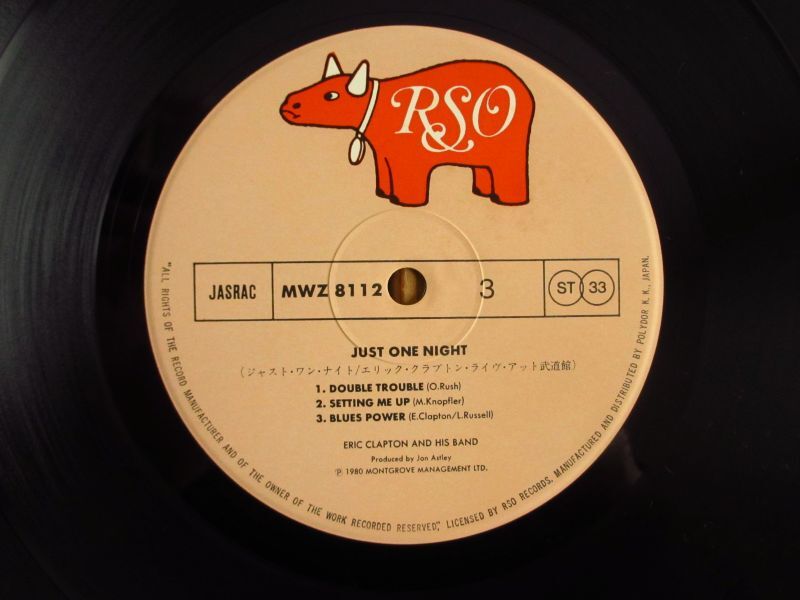 RSO
JASRAC MWZ 8112 3 ST 33
JUST ONE NIGHT
(ジャスト・ワン・ナイト/エリック・クラプトン・ライヴ・アット武道館)
1. DOUBLE TROUBLE (O.Rush)
2. SETTING ME UP (M.Knopfler)
3. BLUES POWER (E.Clapton/L.Russell)
ERIC CLAPTON AND HIS BAND
Produced by Jon Astley
℗ 1980 MONTGROVE MANAGEMENT LTD.
"ALL RIGHTS OF THE RECORD MANUFACTURER AND OF THE OWNER OF THE WORK RECORDED RESERVED", LICENSED BY RSO RECORDS, MANUFACTURED AND DISTRIBUTED BY POLYDOR K. K., JAPAN.